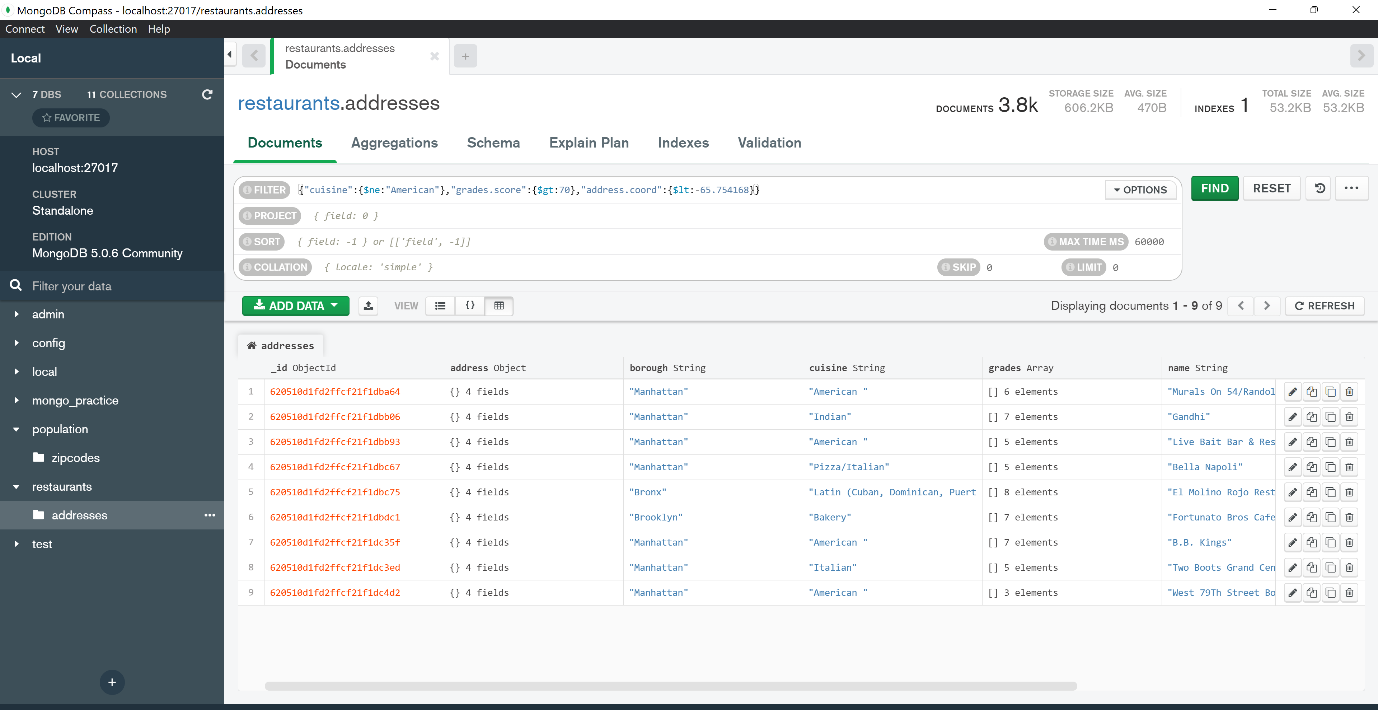 MongoDB Compass - localhost:27017/restaurants.addresses
Connect View Collection Help
Local
7 DBS 11 COLLECTIONS
FAVORITE
HOST
localhost:27017
CLUSTER
Standalone
EDITION
MongoDB 5.0.6 Community
Filter your data
admin
config
local
mongo_practice
population
zipcodes
restaurants
addresses
test
restaurants.addresses
Documents
restaurants.addresses
DOCUMENTS 3.8k
STORAGE SIZE
606.2KB
AVG. SIZE
470B
INDEXES 1
TOTAL SIZE
53.2KB
AVG. SIZE
53.2KB
Documents Aggregations Schema Explain Plan Indexes Validation
FILTER {"cuisine":{$ne:"American"},"grades.score":{$gt:70},"address.coord":{$lt:-65.754168}} OPTIONS
FIND RESET
PROJECT { field: 0 }
SORT { field: -1 } or [['field', -1]] MAX TIME MS 60000
COLLATION { locale: 'simple' } SKIP 0 LIMIT 0
ADD DATA VIEW {} Displaying documents 1 - 9 of 9 REFRESH
addresses
_id ObjectId address Object borough String cuisine String grades Array name String
1 620510d1fd2ffcf21f1dba64 {} 4 fields "Manhattan" "American " [] 6 elements "Murals On 54/Randol
2 620510d1fd2ffcf21f1dbb06 {} 4 fields "Manhattan" "Indian" [] 7 elements "Gandhi"
3 620510d1fd2ffcf21f1dbb93 {} 4 fields "Manhattan" "American " [] 5 elements "Live Bait Bar & Res
4 620510d1fd2ffcf21f1dbc67 {} 4 fields "Manhattan" "Pizza/Italian" [] 5 elements "Bella Napoli"
5 620510d1fd2ffcf21f1dbc75 {} 4 fields "Bronx" "Latin (Cuban, Dominican, Puert [] 8 elements "El Molino Rojo Rest
6 620510d1fd2ffcf21f1dbdc1 {} 4 fields "Brooklyn" "Bakery" [] 7 elements "Fortunato Bros Cafe
7 620510d1fd2ffcf21f1dc35f {} 4 fields "Manhattan" "American " [] 7 elements "B.B. Kings"
8 620510d1fd2ffcf21f1dc3ed {} 4 fields "Manhattan" "Italian" [] 5 elements "Two Boots Grand Cen
9 620510d1fd2ffcf21f1dc4d2 {} 4 fields "Manhattan" "American " [] 3 elements "West 79Th Street Bo